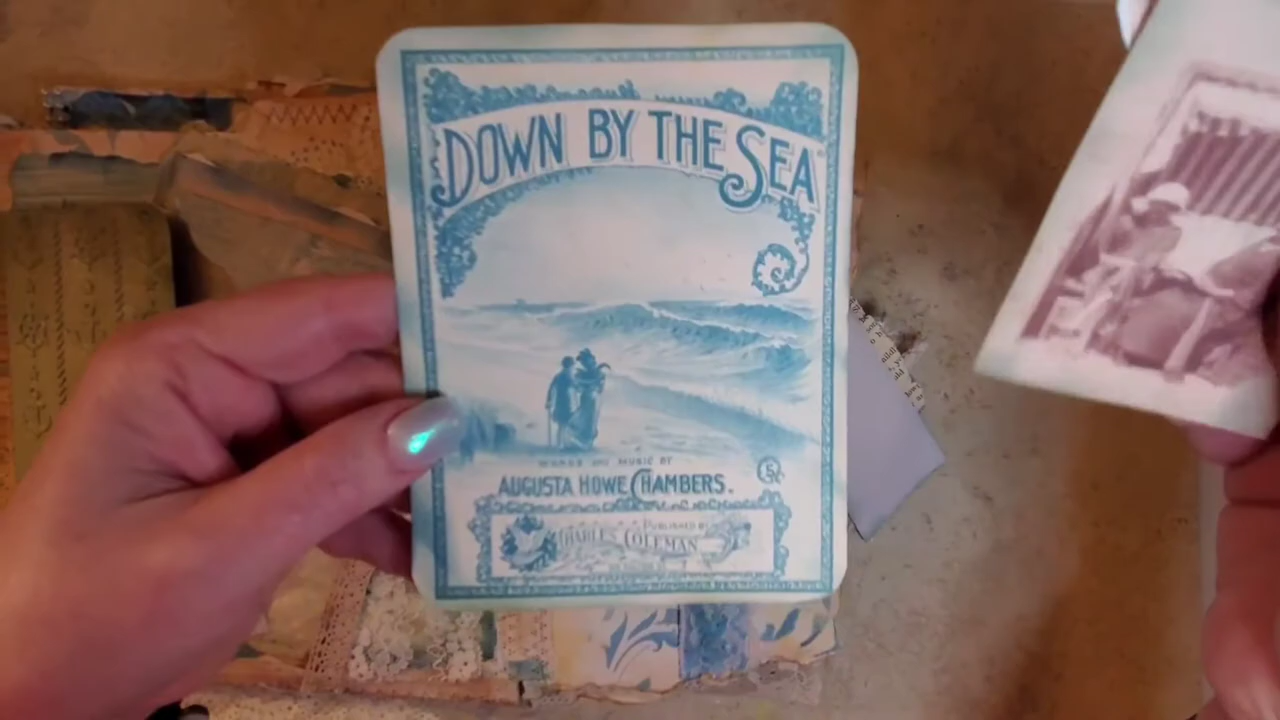 DOWN BY THE SEA
WORDS AND MUSIC BY
AUGUSTA HOWE CHAMBERS.
5
PUBLISHED BY
CHARLES COLEMAN